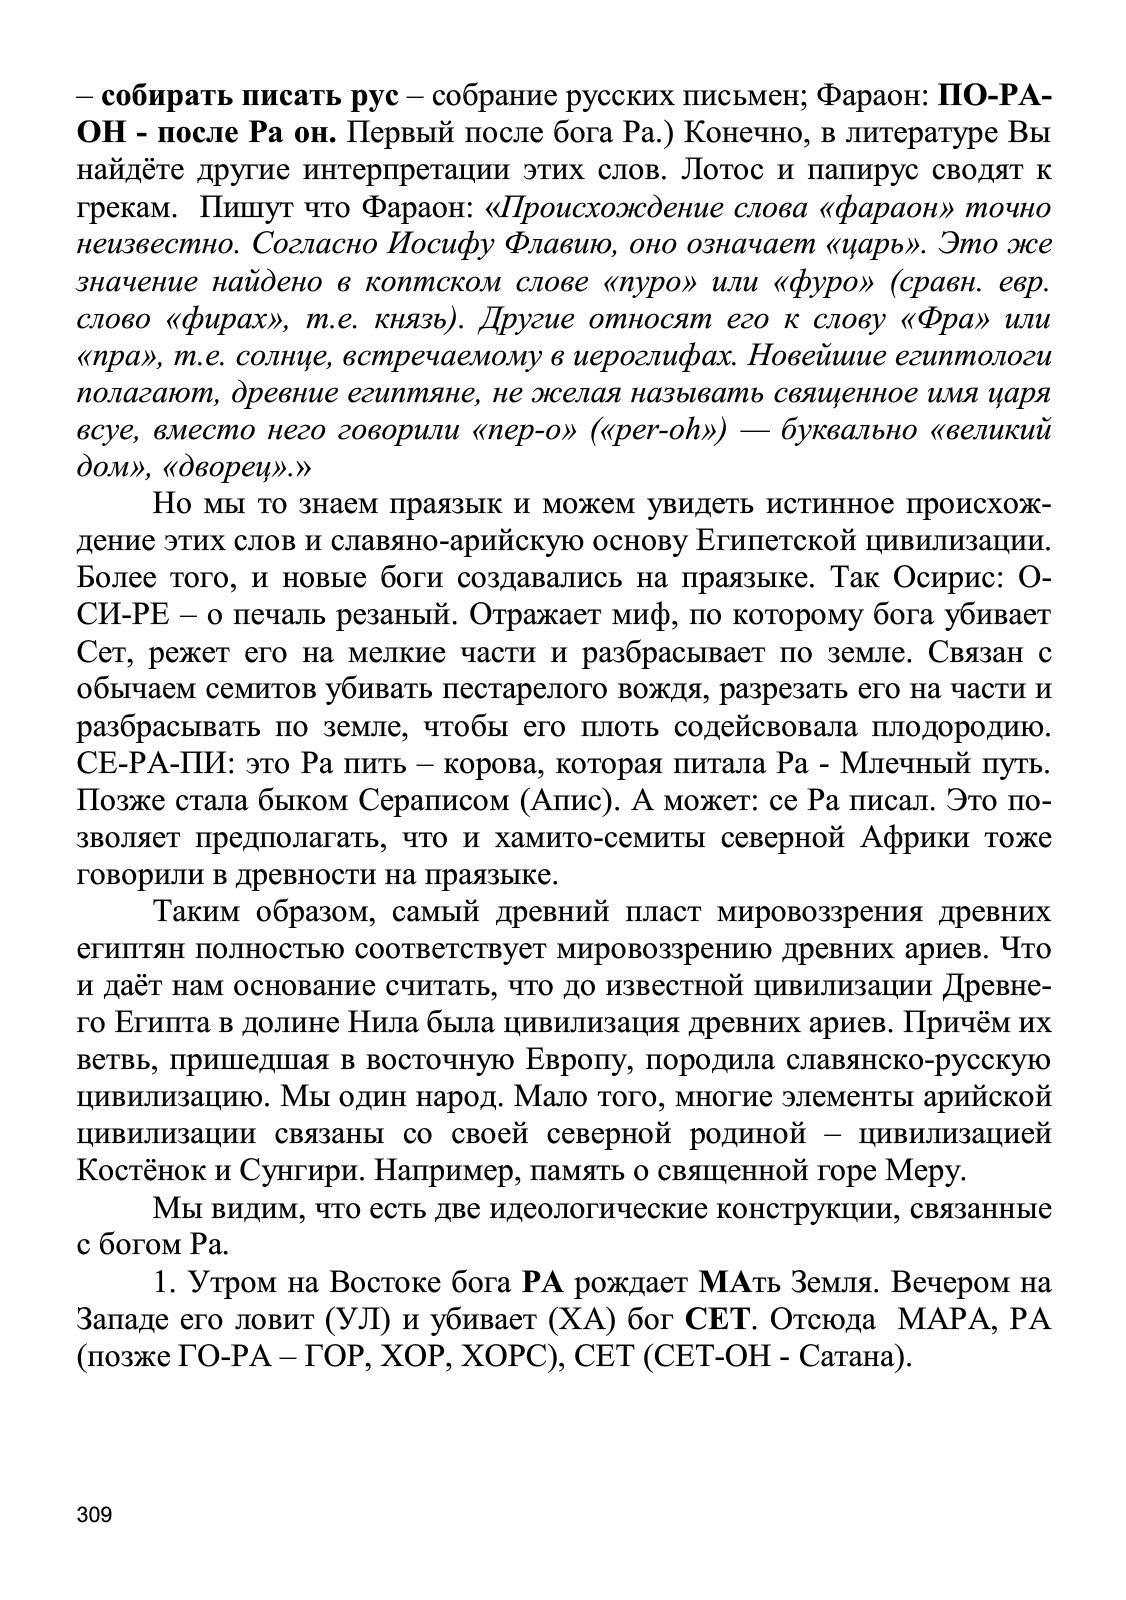 – собирать писать рус – собрание русских письмен; Фараон: ПО-РА-
ОН - после Ра он. Первый после бога Ра.) Конечно, в литературе Вы
найдёте другие интерпретации этих слов. Лотос и папирус сводят к
грекам. Пишут что Фараон: «Происхождение слова «фараон» точно
неизвестно. Согласно Иосифу Флавию, оно означает «царь». Это же
значение найдено в коптском слове «пуро» или «фуро» (сравн. евр.
слово «фирах», т.е. князь). Другие относят его к слову «Фра» или
«пра», т.е. солнце, встречаемому в иероглифах. Новейшие египтологи
полагают, древние египтяне, не желая называть священное имя царя
всуе, вместо него говорили «пер-о» («per-oh») — буквально «великий
дом», «дворец».»
Но мы то знаем праязык и можем увидеть истинное происхож-
дение этих слов и славяно-арийскую основу Египетской цивилизации.
Более того, и новые боги создавались на праязыке. Так Осирис: О-
СИ-РЕ – о печаль резаный. Отражает миф, по которому бога убивает
Сет, режет его на мелкие части и разбрасывает по земле. Связан с
обычаем семитов убивать пестарелого вождя, разрезать его на части и
разбрасывать по земле, чтобы его плоть содейсвовала плодородию.
СЕ-РА-ПИ: это Ра пить – корова, которая питала Ра - Млечный путь.
Позже стала быком Сераписом (Апис). А может: се Ра писал. Это по-
зволяет предполагать, что и хамито-семиты северной Африки тоже
говорили в древности на праязыке.
Таким образом, самый древний пласт мировоззрения древних
египтян полностью соответствует мировоззрению древних ариев. Что
и даёт нам основание считать, что до известной цивилизации Древне-
го Египта в долине Нила была цивилизация древних ариев. Причём их
ветвь, пришедшая в восточную Европу, породила славянско-русскую
цивилизацию. Мы один народ. Мало того, многие элементы арийской
цивилизации связаны со своей северной родиной – цивилизацией
Костёнок и Сунгири. Например, память о священной горе Меру.
Мы видим, что есть две идеологические конструкции, связанные
с богом Ра.
1. Утром на Востоке бога РА рождает МАть Земля. Вечером на
Западе его ловит (УЛ) и убивает (ХА) бог СЕТ. Отсюда МАРА, РА
(позже ГО-РА – ГОР, ХОР, ХОРС), СЕТ (СЕТ-ОН - Сатана).
309